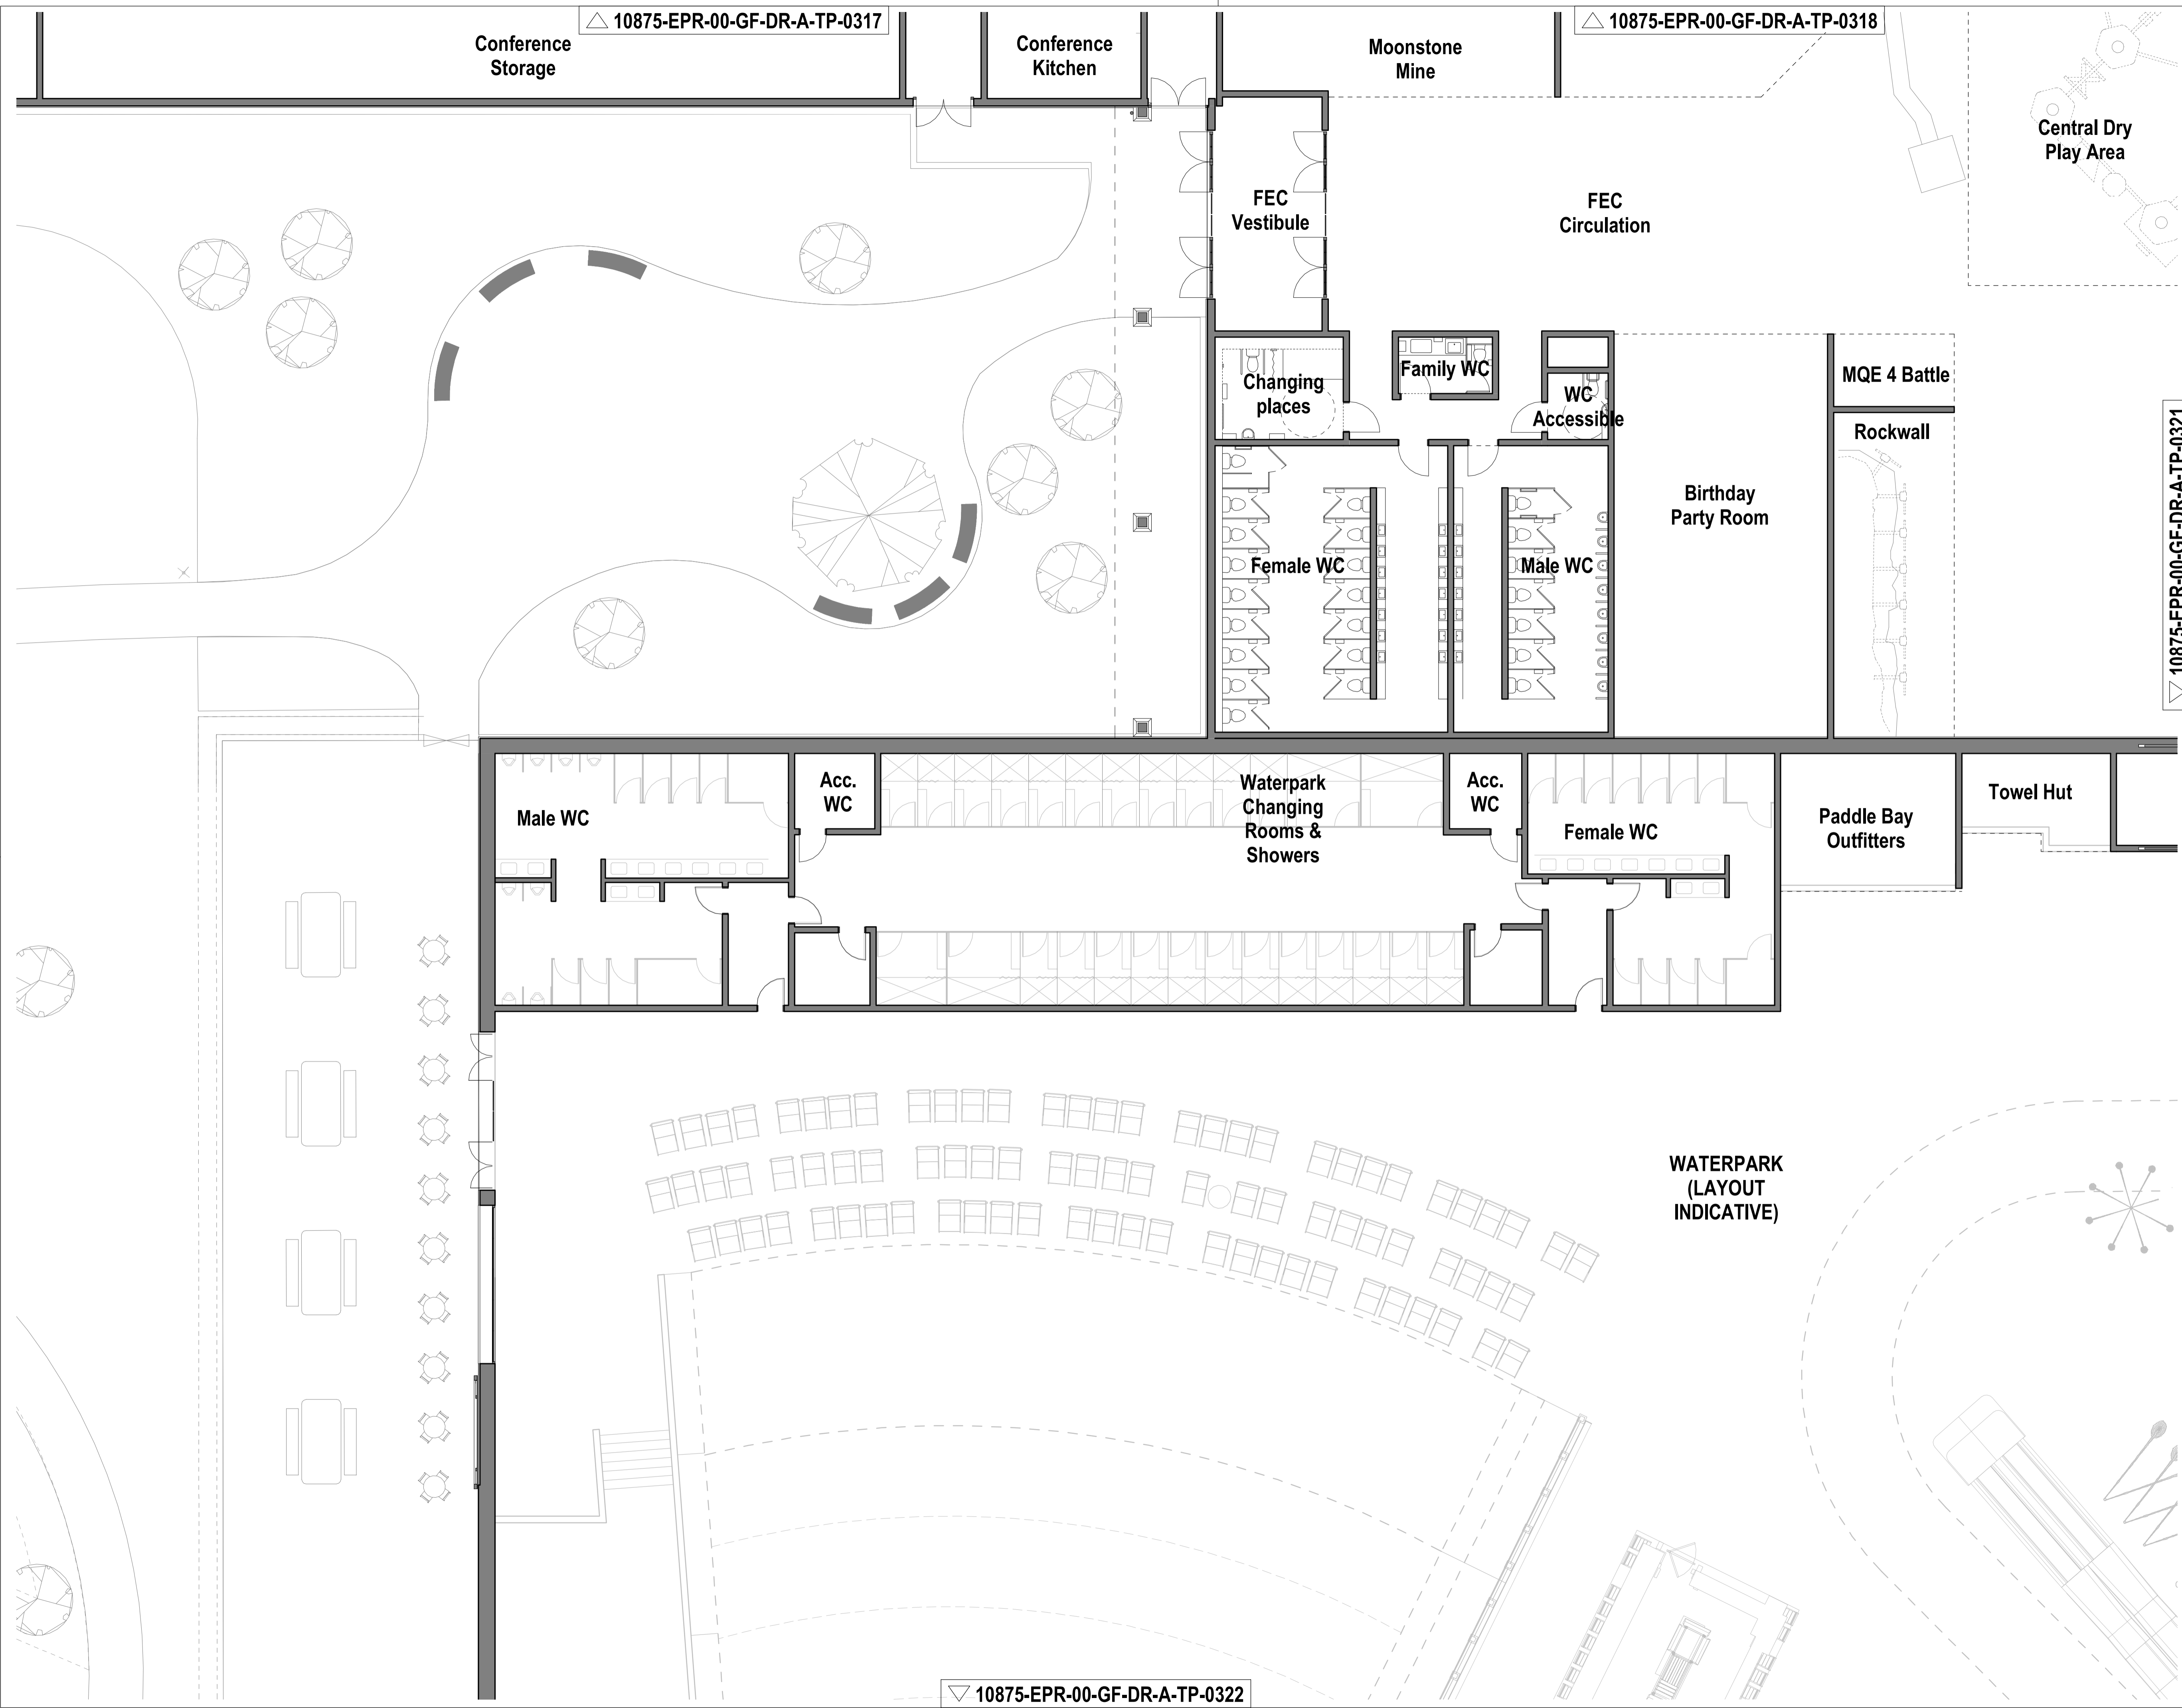 10875-EPR-00-GF-DR-A-TP-0317
10875-EPR-00-GF-DR-A-TP-0318
Conference
Storage
Conference
Kitchen
Moonstone
Mine
Central Dry
Play Area
FEC
Vestibule
FEC
Circulation
Changing
places
Family WC
WC
Accessible
MQE 4 Battle
Rockwall
10875-EPR-00-GF-DR-A-TP-0321
Birthday
Party Room
Female WC
Male WC
Male WC
Acc.
WC
Waterpark
Changing
Rooms &
Showers
Acc.
WC
Female WC
Paddle Bay
Outfitters
Towel Hut
WATERPARK
(LAYOUT
INDICATIVE)
10875-EPR-00-GF-DR-A-TP-0322